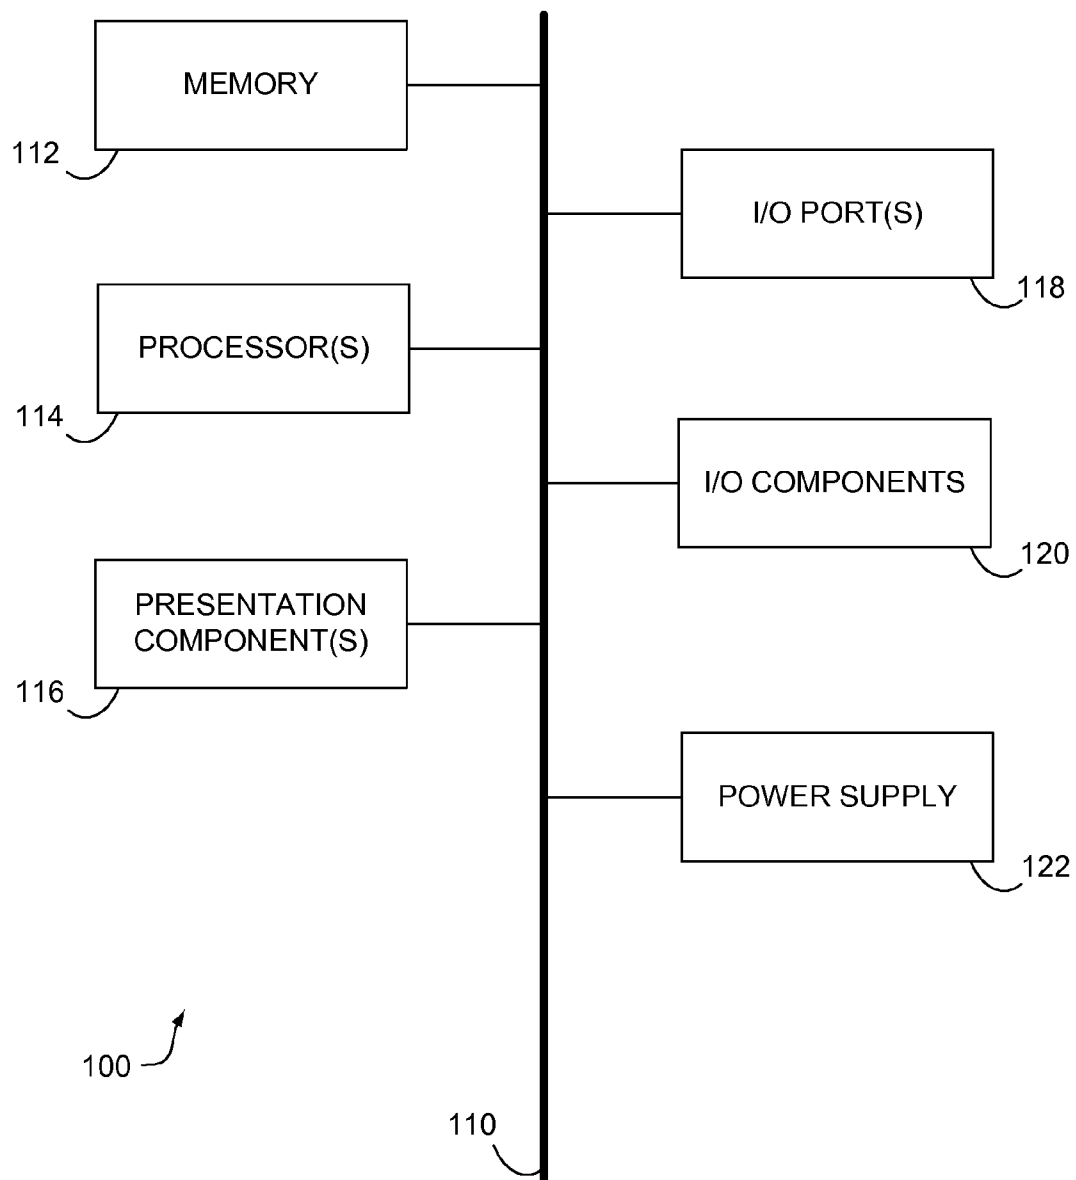 MEMORY
112
I/O PORT(S)
118
PROCESSOR(S)
114
I/O COMPONENTS
120
PRESENTATION
COMPONENT(S)
116
POWER SUPPLY
122
100
110